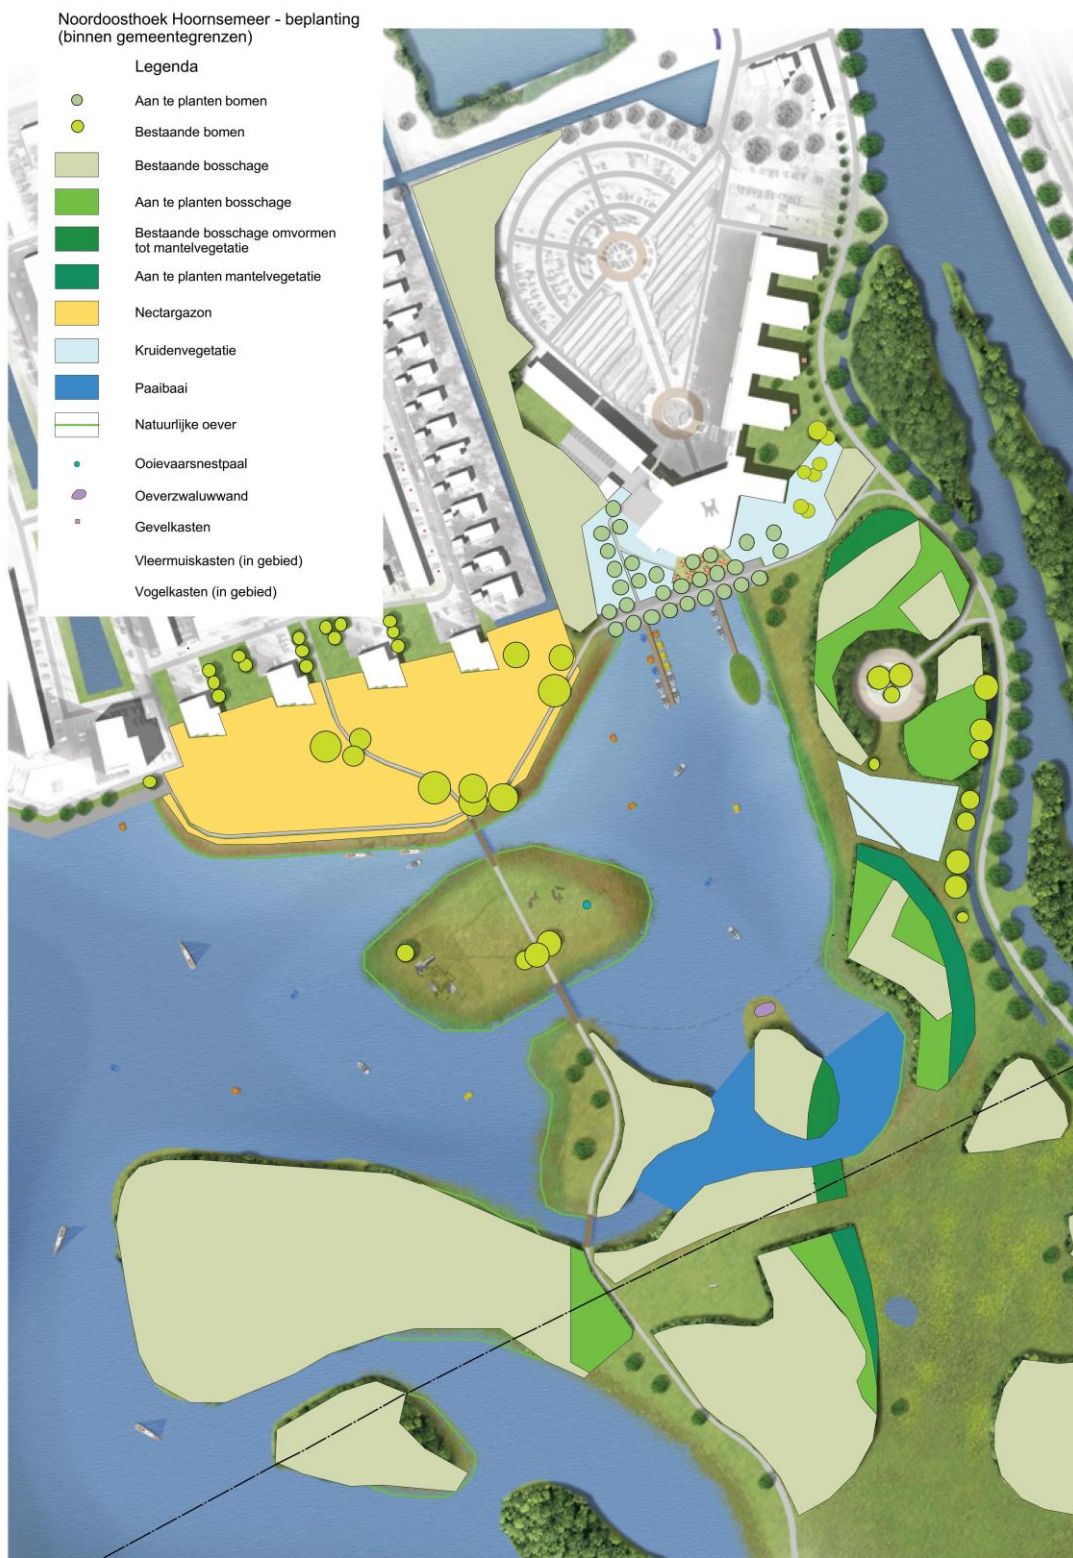 Noordoosthoek Hoornsemeer - beplanting
(binnen gemeentegrenzen)
Legenda
Aan te planten bomen
Bestaande bomen
Bestaande bosschage
Aan te planten bosschage
Bestaande bosschage omvormen
tot mantelvegetatie
Aan te planten mantelvegetatie
Nectargazon
Kruidenvegetatie
Paaibaai
Natuurlijke oever
Ooievaarsnestpaal
Oeverzwaluwwand
Gevelkasten
Vleermuiskasten (in gebied)
Vogelkasten (in gebied)